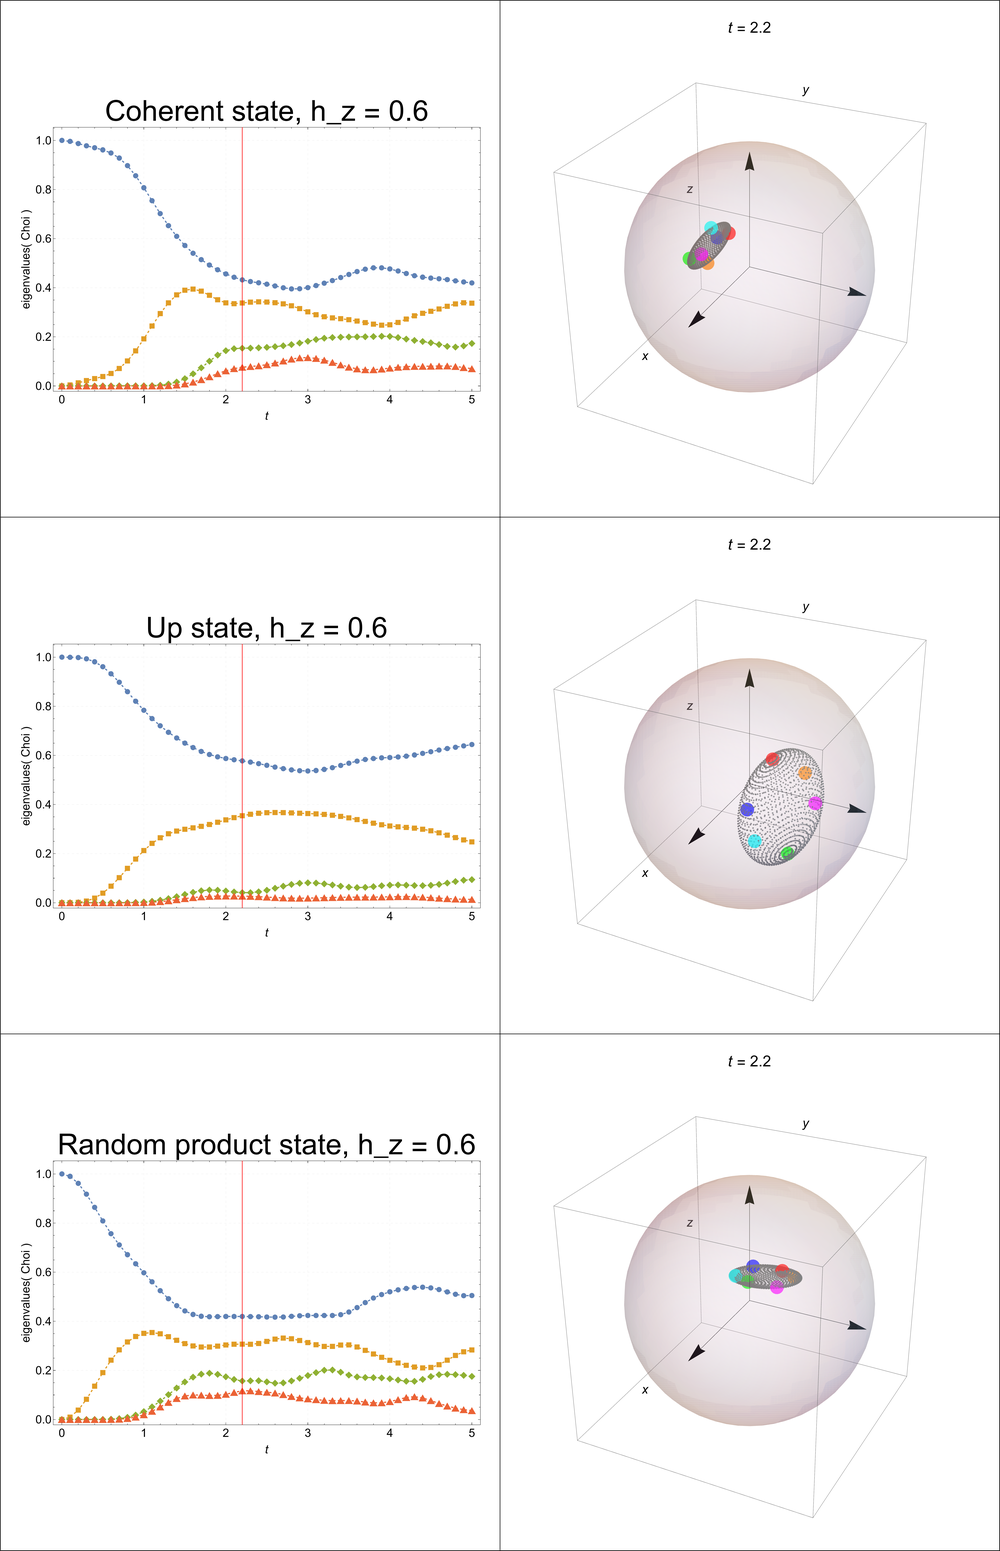 t = 2.2
Coherent state, h_z = 0.6
eigenvalues( Choi )
1.0
0.8
0.6
0.4
0.2
0.0
0 1 2 3 4 5
t
y
z
x
t = 2.2
Up state, h_z = 0.6
eigenvalues( Choi )
1.0
0.8
0.6
0.4
0.2
0.0
0 1 2 3 4 5
t
y
z
x
t = 2.2
Random product state, h_z = 0.6
eigenvalues( Choi )
1.0
0.8
0.6
0.4
0.2
0.0
0 1 2 3 4 5
t
y
z
x